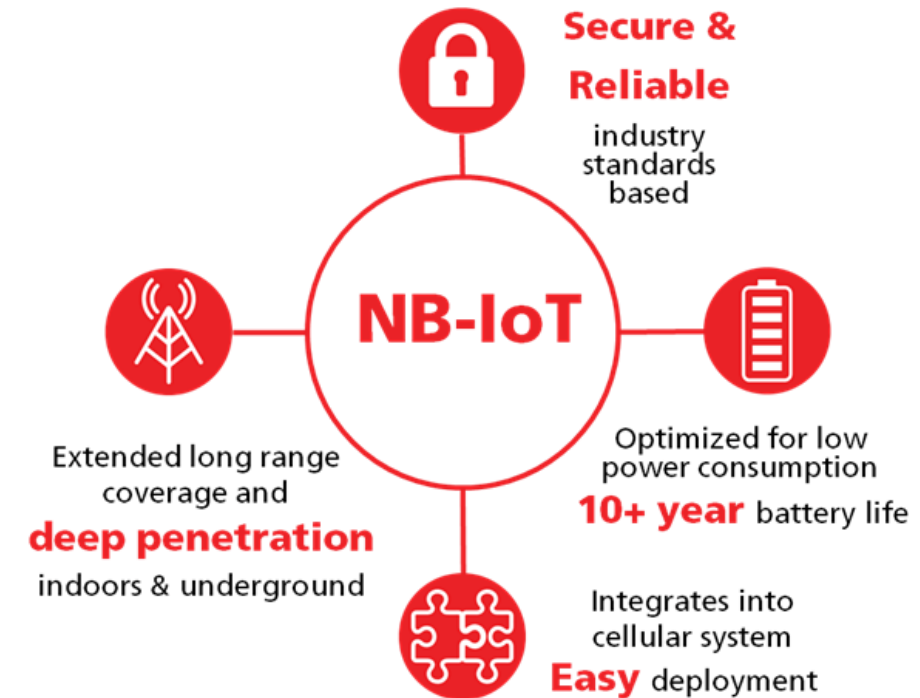 Secure &
Reliable
industry
standards
based
NB-IoT
Extended long range
coverage and
deep penetration
indoors & underground
Optimized for low
power consumption
10+ year battery life
Integrates into
cellular system
Easy deployment